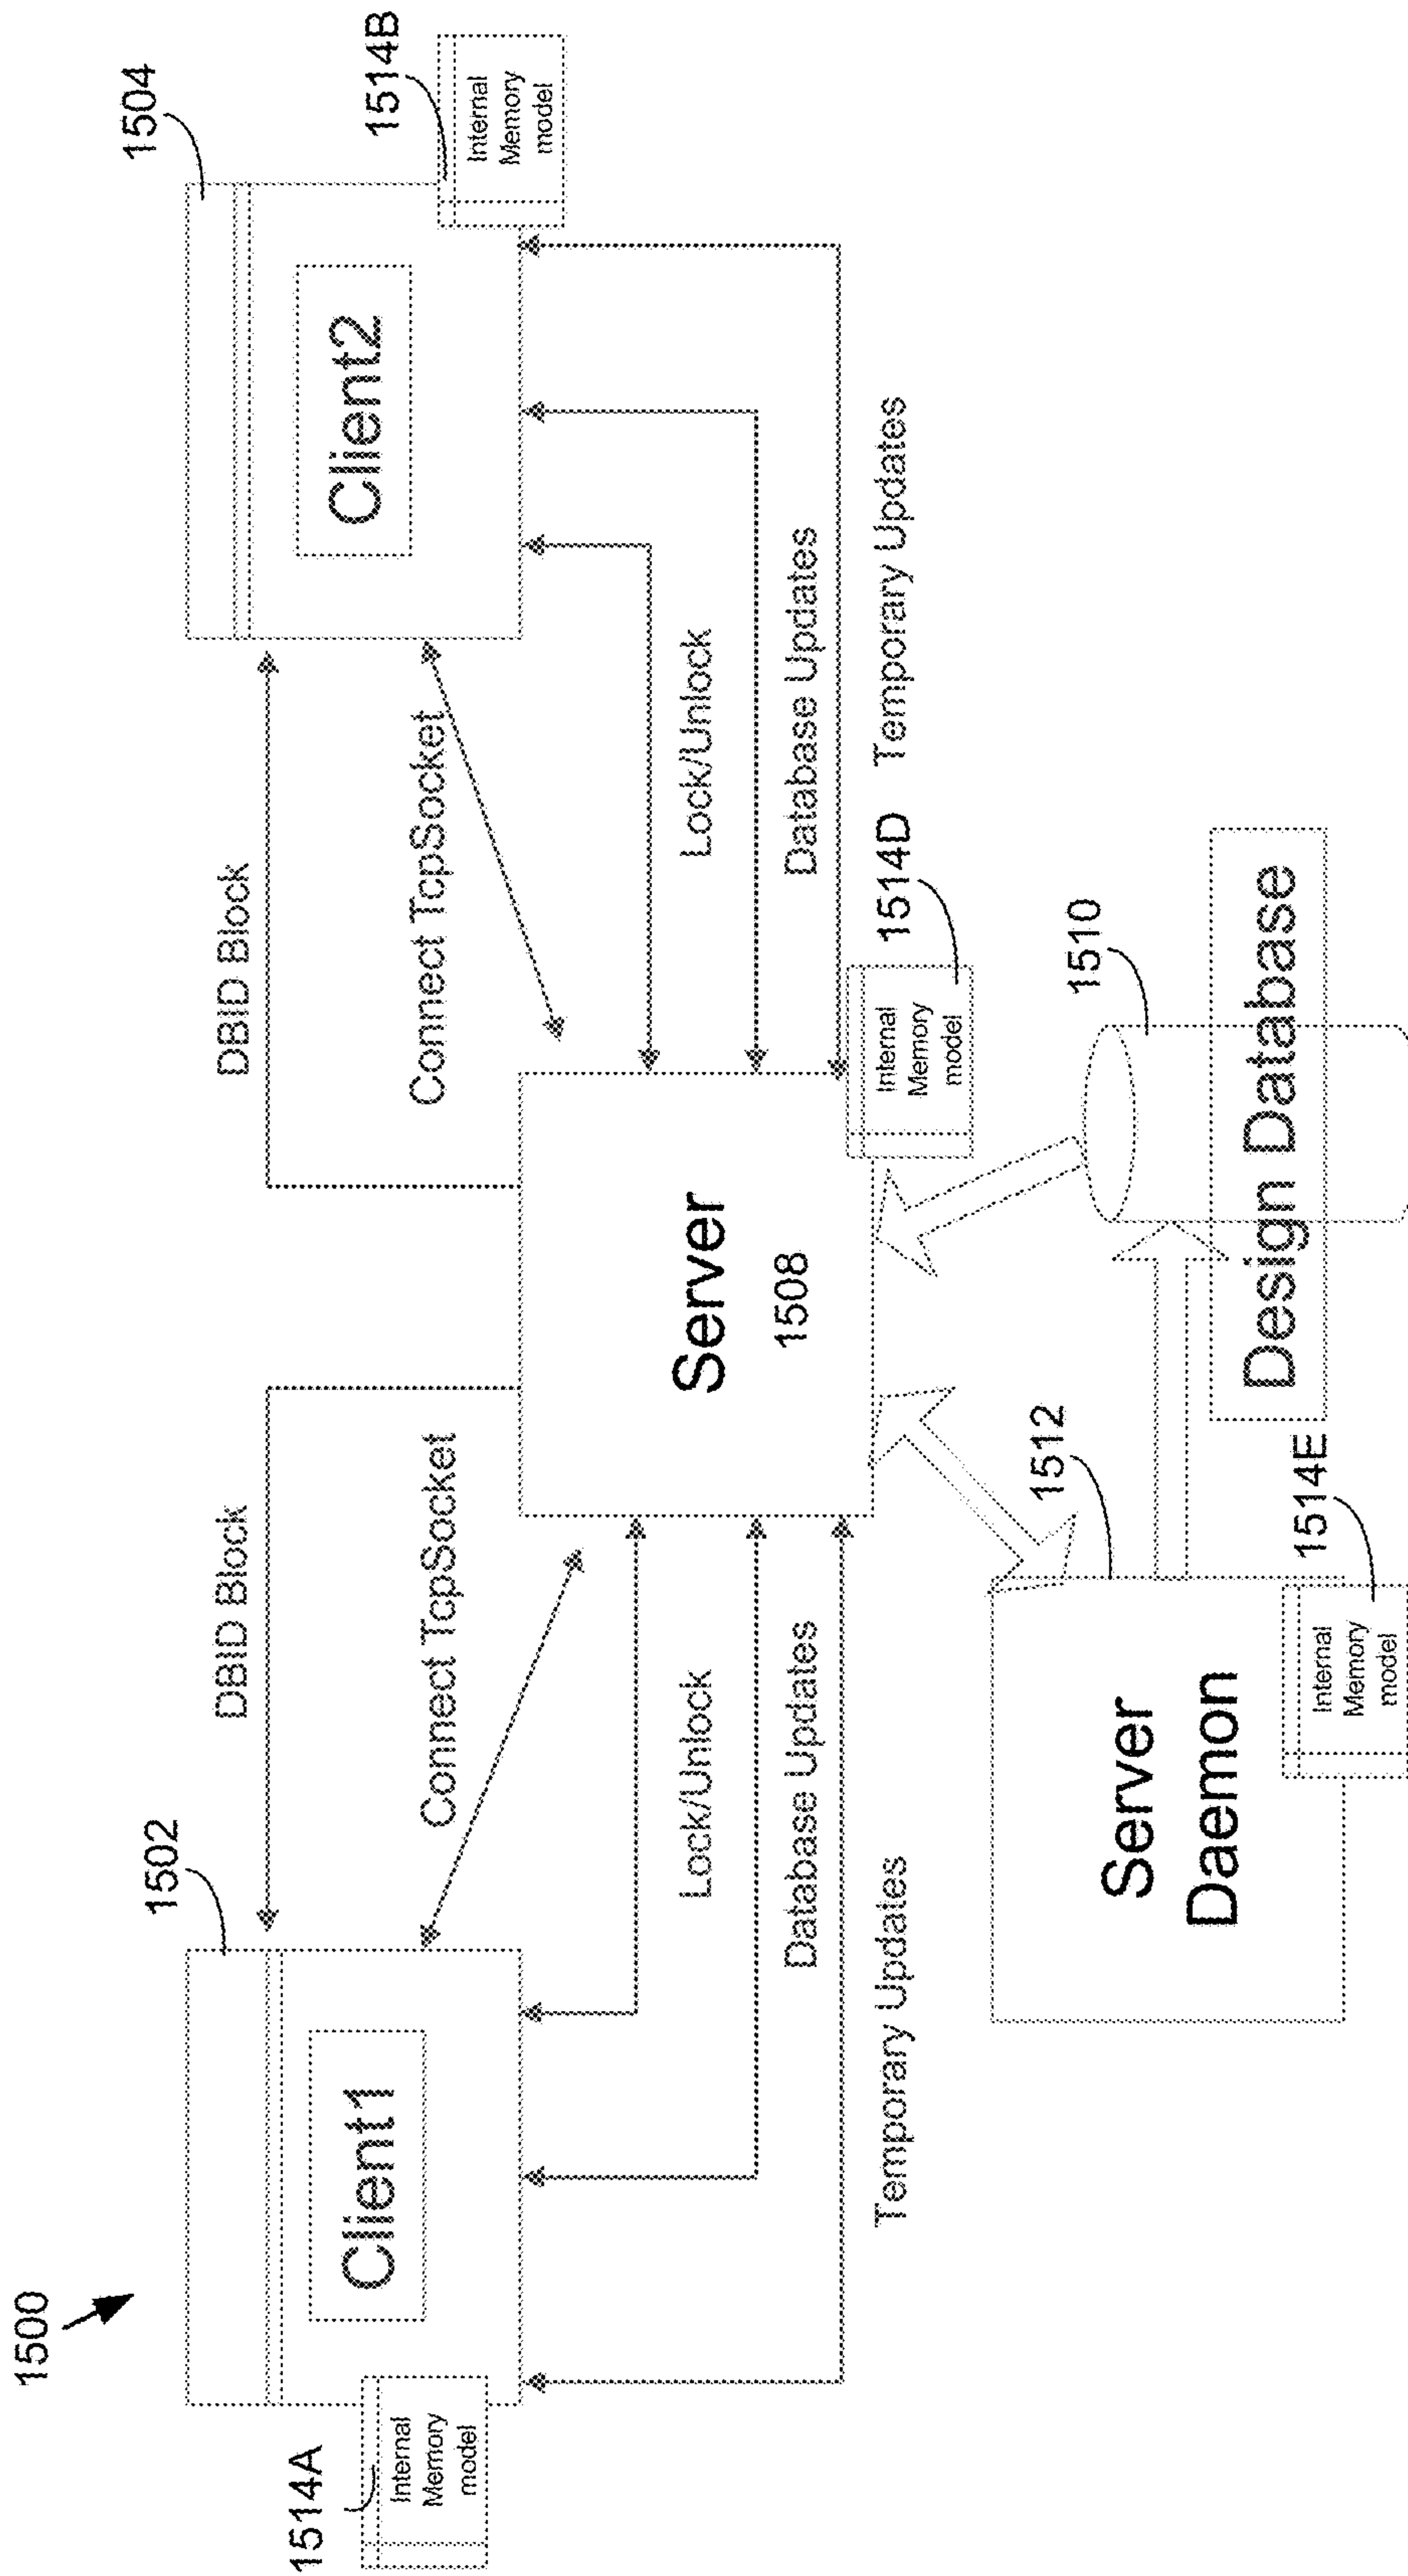 1500
1502
1504
DBID Block
DBID Block
Client1
Client2
1514A
Internal
Memory
model
1514B
Internal
Memory
model
Connect TcpSocket
Connect TcpSocket
Server
1508
Lock/Unlock
Lock/Unlock
Database Updates
Database Updates
Temporary Updates
Temporary Updates
1514D
Internal
Memory
model
1512
1510
Server
Daemon
Design Database
1514E
Internal
Memory
model